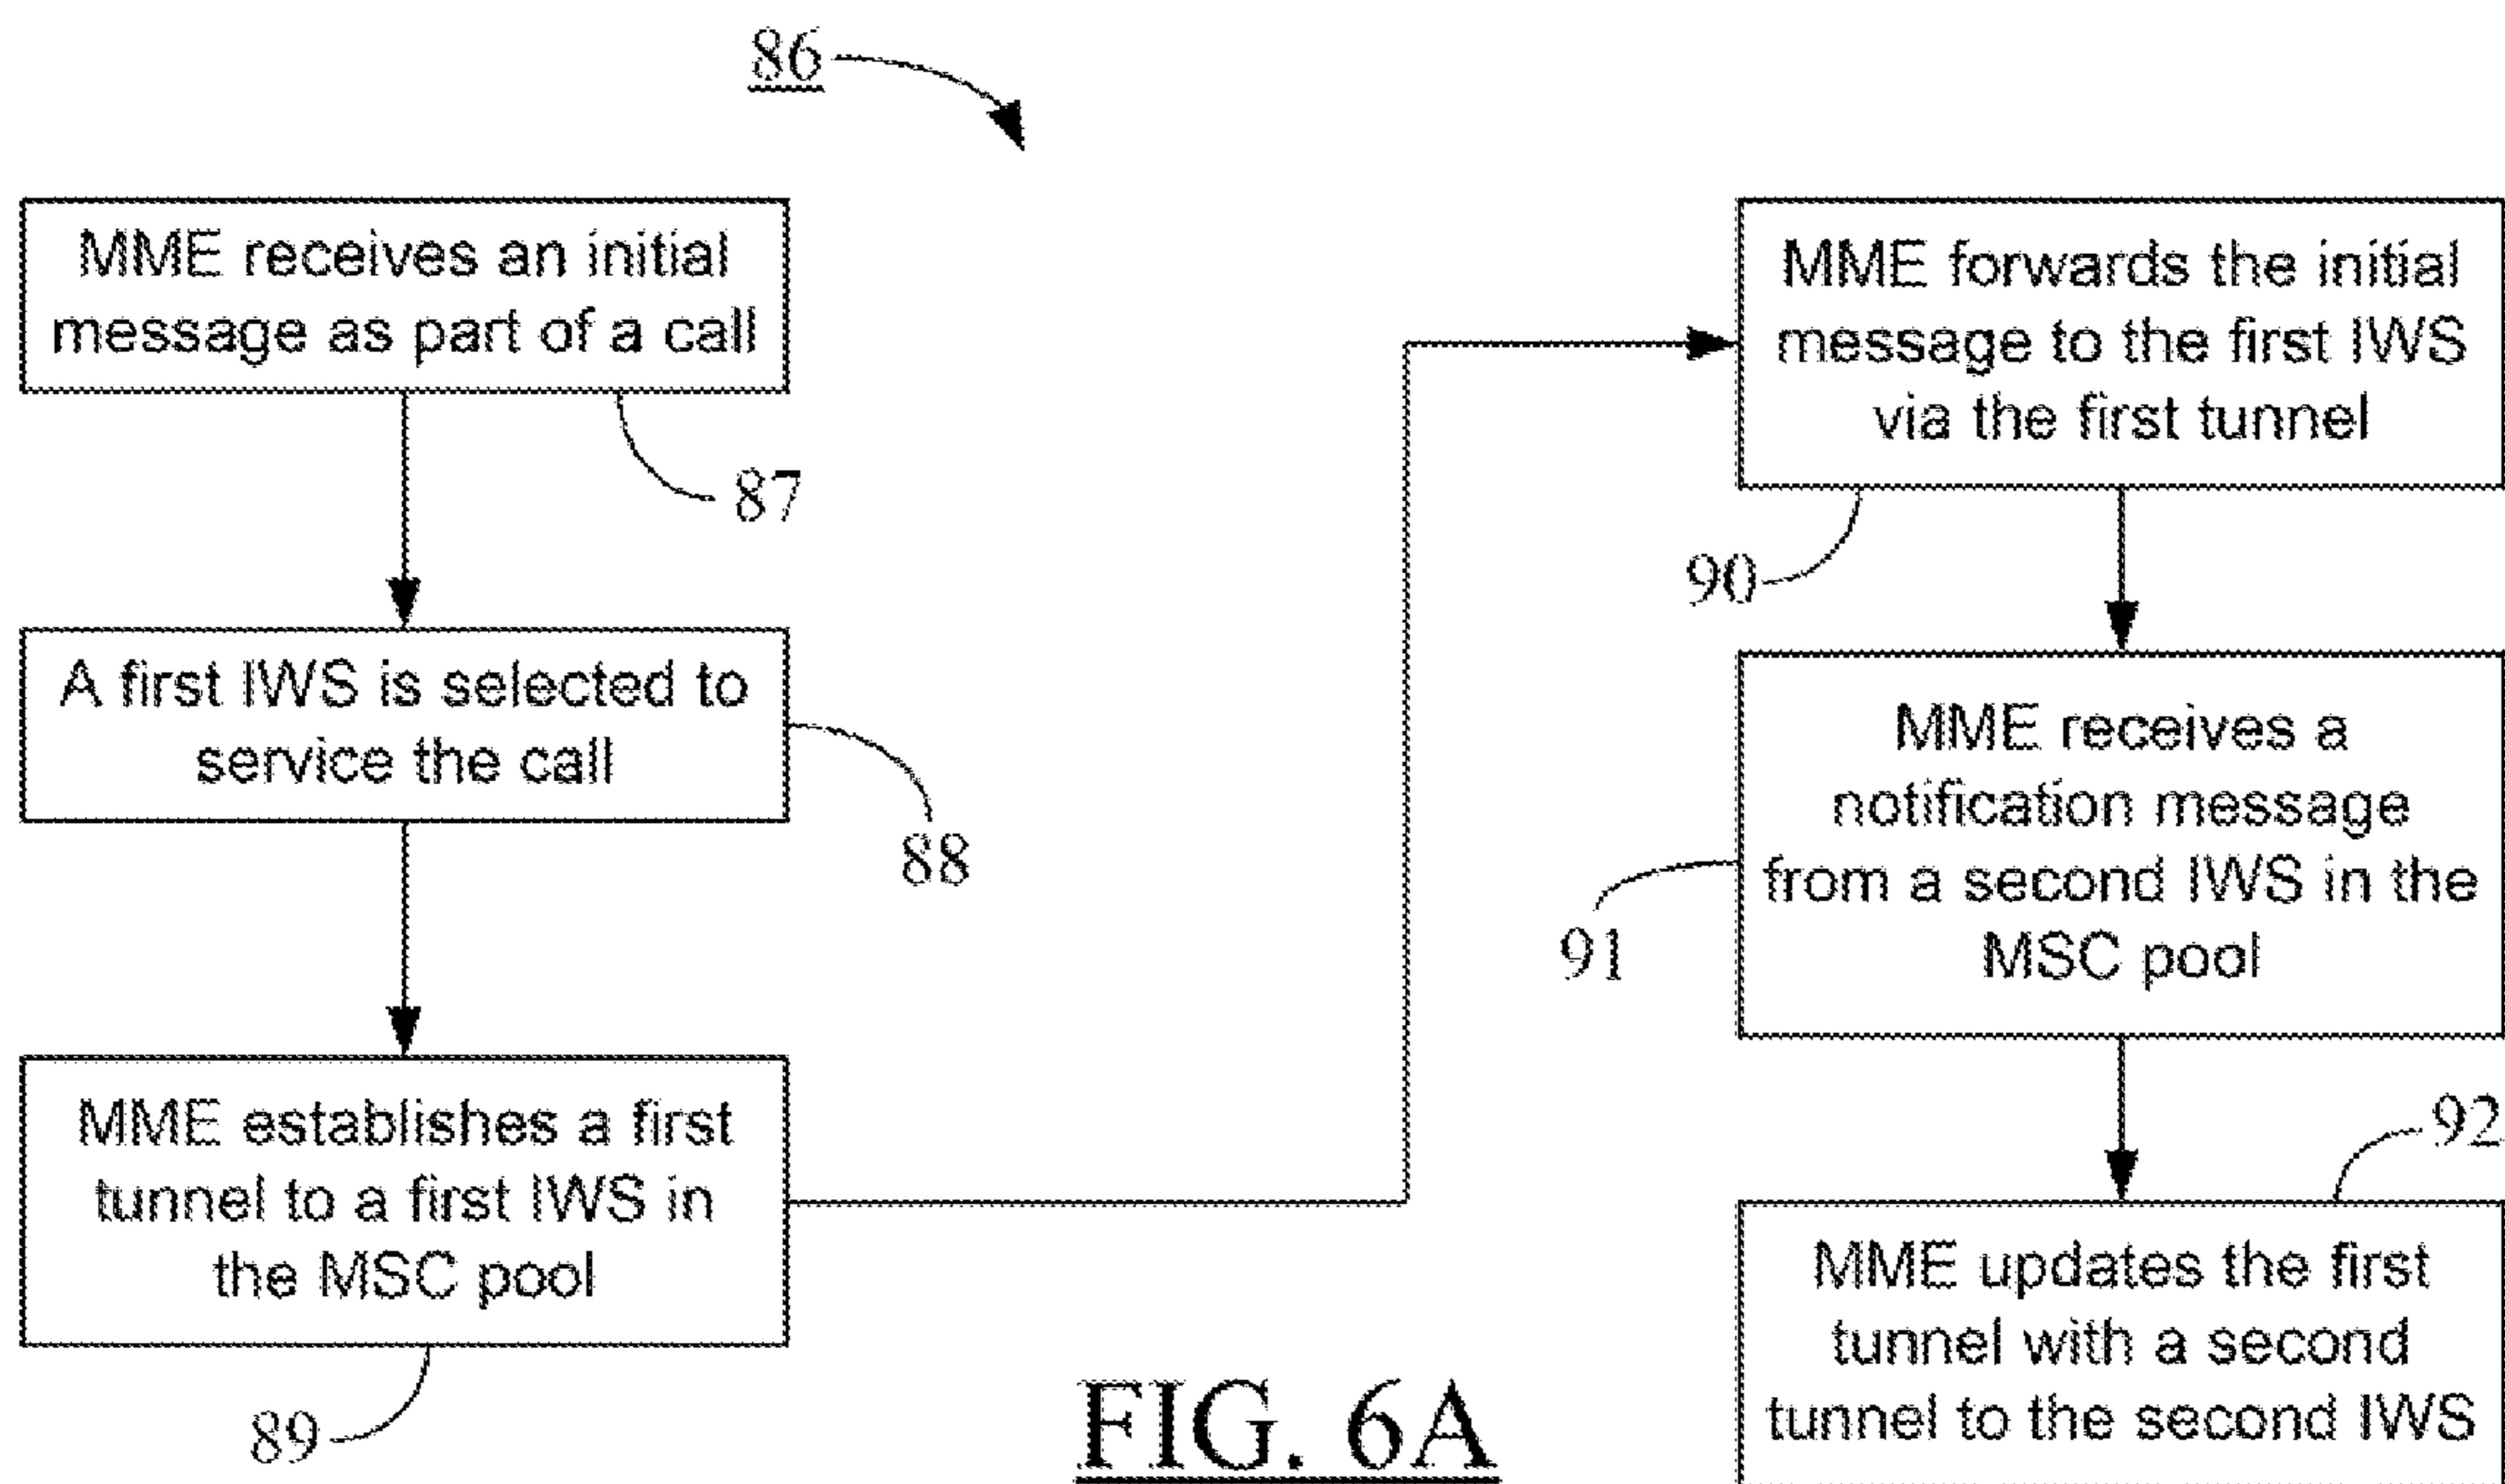 86
MME receives an initial
message as part of a call
87
A first IWS is selected to
service the call
88
MME establishes a first
tunnel to a first IWS in
the MSC pool
89
MME forwards the initial
message to the first IWS
via the first tunnel
90
MME receives a
notification message
from a second IWS in the
MSC pool
91
92
MME updates the first
tunnel with a second
tunnel to the second IWS
FIG. 6A